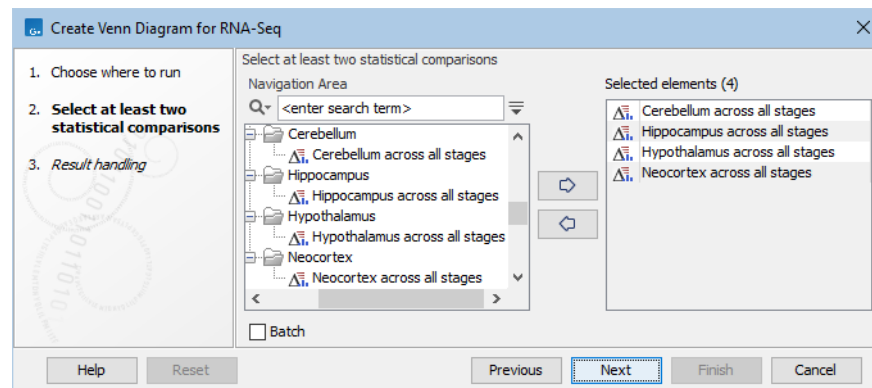 G. Create Venn Diagram for RNA-Seq
1. Choose where to run
2. Select at least two
statistical comparisons
3. Result handling
Select at least two statistical comparisons
Navigation Area
<enter search term>
Cerebellum
Cerebellum across all stages
Hippocampus
Hippocampus across all stages
Hypothalamus
Hypothalamus across all stages
Neocortex
Neocortex across all stages
Batch
Selected elements (4)
Cerebellum across all stages
Hippocampus across all stages
Hypothalamus across all stages
Neocortex across all stages
Help Reset Previous Next Finish Cancel